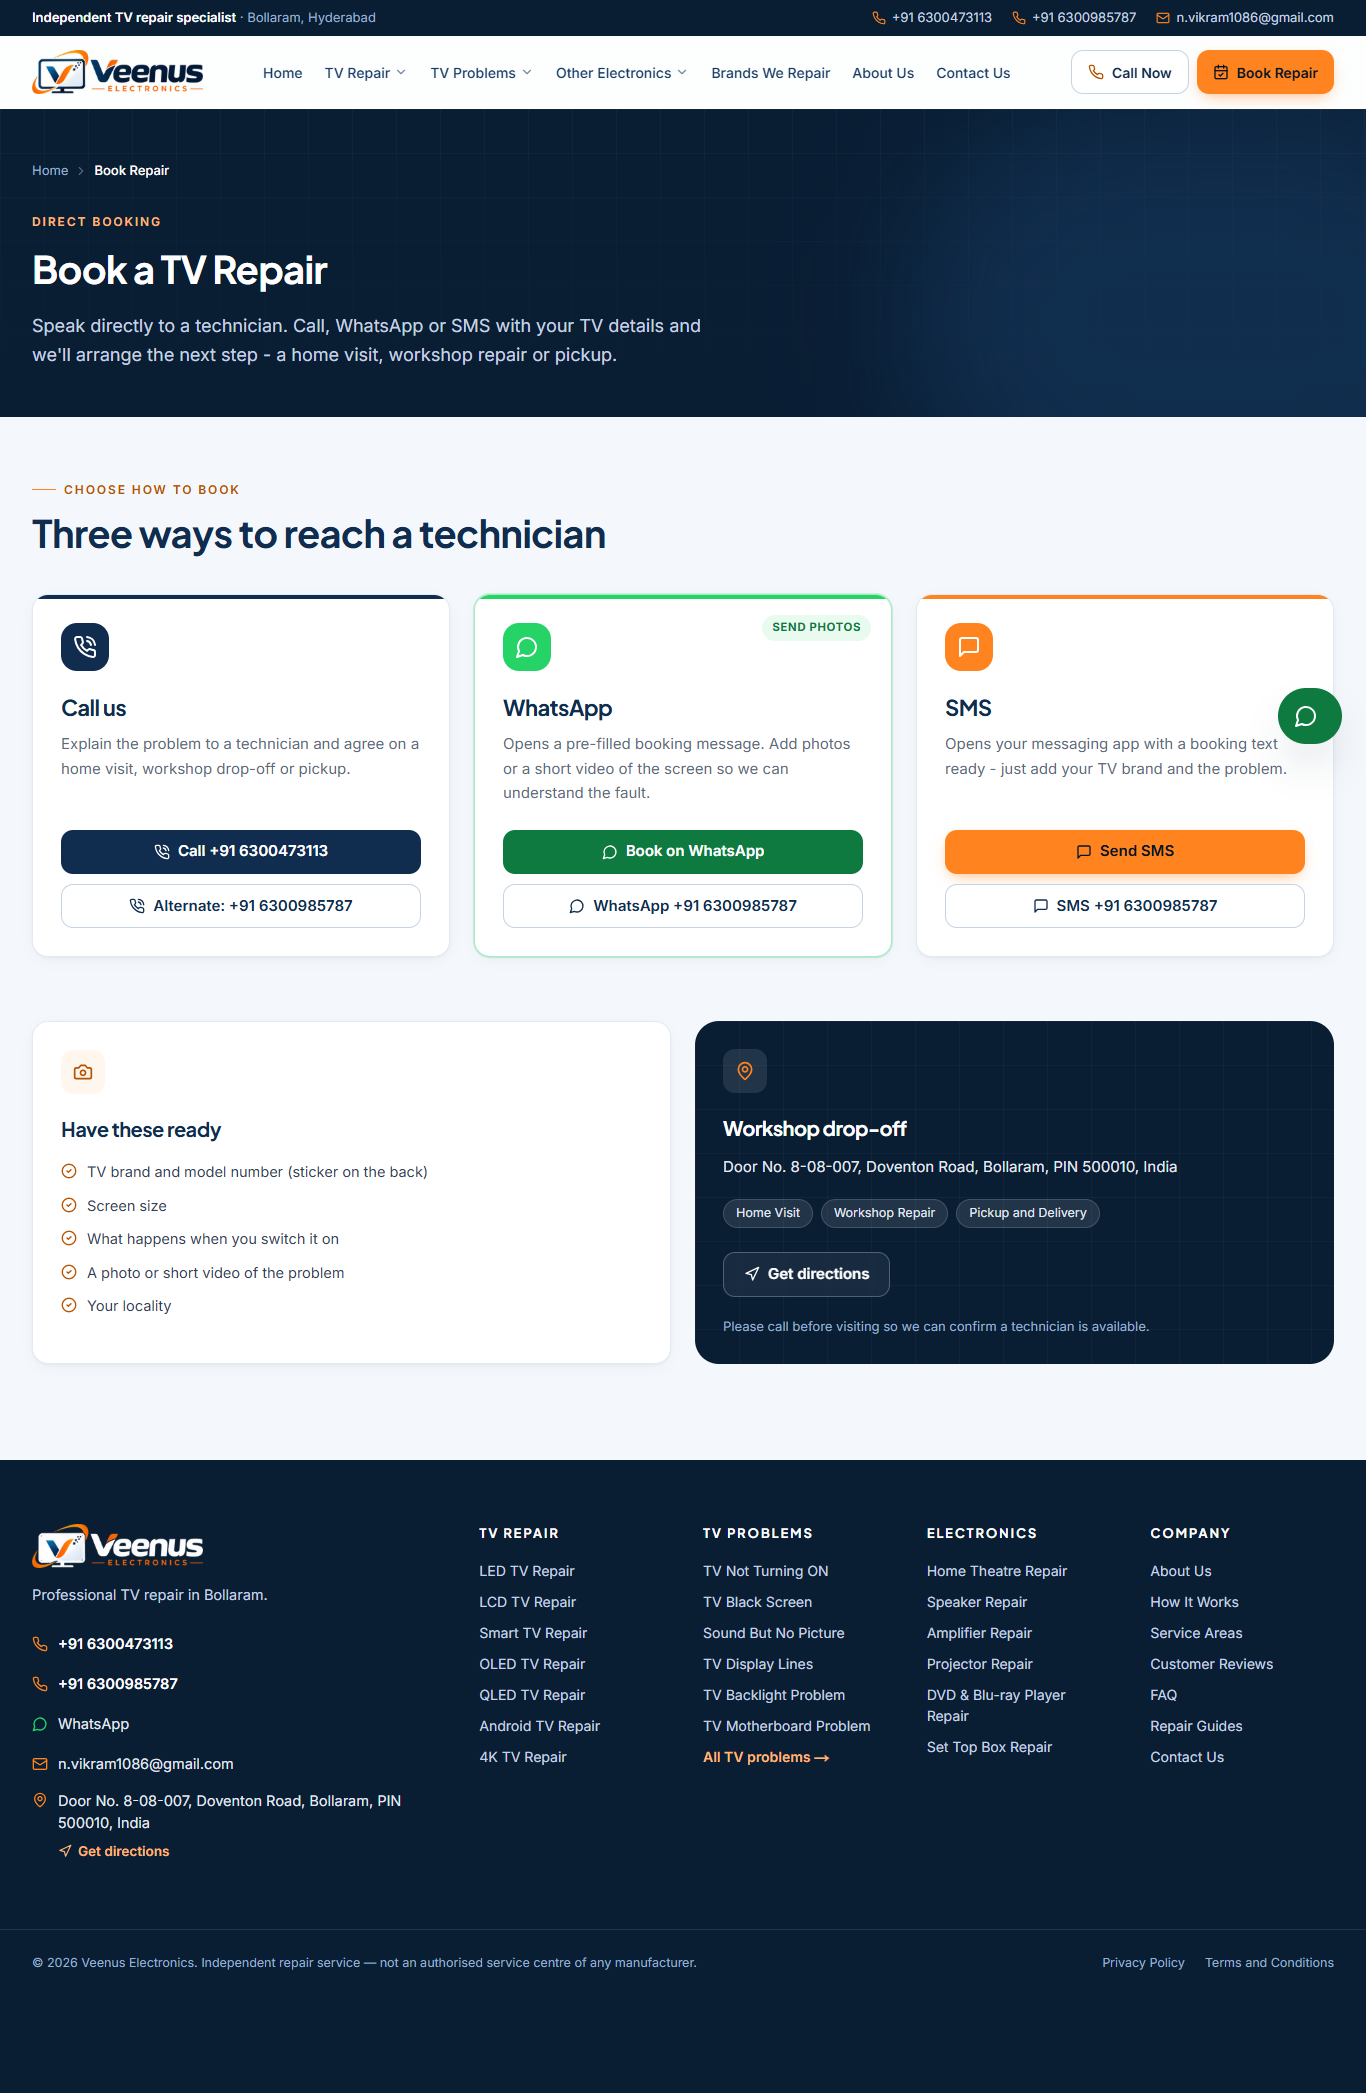 Independent TV repair specialist · Bollaram, Hyderabad
+91 6300473113
+91 6300985787
n.vikram1086@gmail.com
Veenus
ELECTRONICS
Home
TV Repair
TV Problems
Other Electronics
Brands We Repair
About Us
Contact Us
Call Now
Book Repair
Home
Book Repair
DIRECT BOOKING
Book a TV Repair
Speak directly to a technician. Call, WhatsApp or SMS with your TV details and
we'll arrange the next step - a home visit, workshop repair or pickup.
CHOOSE HOW TO BOOK
Three ways to reach a technician
Call us
Explain the problem to a technician and agree on a
home visit, workshop drop-off or pickup.
Call +91 6300473113
Alternate: +91 6300985787
SEND PHOTOS
WhatsApp
Opens a pre-filled booking message. Add photos
or a short video of the screen so we can
understand the fault.
Book on WhatsApp
WhatsApp +91 6300985787
SMS
Opens your messaging app with a booking text
ready - just add your TV brand and the problem.
Send SMS
SMS +91 6300985787
Have these ready
TV brand and model number (sticker on the back)
Screen size
What happens when you switch it on
A photo or short video of the problem
Your locality
Workshop drop-off
Door No. 8-08-007, Doventon Road, Bollaram, PIN 500010, India
Home Visit
Workshop Repair
Pickup and Delivery
Get directions
Please call before visiting so we can confirm a technician is available.
Veenus
ELECTRONICS
Professional TV repair in Bollaram.
+91 6300473113
+91 6300985787
WhatsApp
n.vikram1086@gmail.com
Door No. 8-08-007, Doventon Road, Bollaram, PIN
500010, India
Get directions
TV REPAIR
LED TV Repair
LCD TV Repair
Smart TV Repair
OLED TV Repair
QLED TV Repair
Android TV Repair
4K TV Repair
TV PROBLEMS
TV Not Turning ON
TV Black Screen
Sound But No Picture
TV Display Lines
TV Backlight Problem
TV Motherboard Problem
All TV problems →
ELECTRONICS
Home Theatre Repair
Speaker Repair
Amplifier Repair
Projector Repair
DVD & Blu-ray Player
Repair
Set Top Box Repair
COMPANY
About Us
How It Works
Service Areas
Customer Reviews
FAQ
Repair Guides
Contact Us
© 2026 Veenus Electronics. Independent repair service — not an authorised service centre of any manufacturer.
Privacy Policy
Terms and Conditions